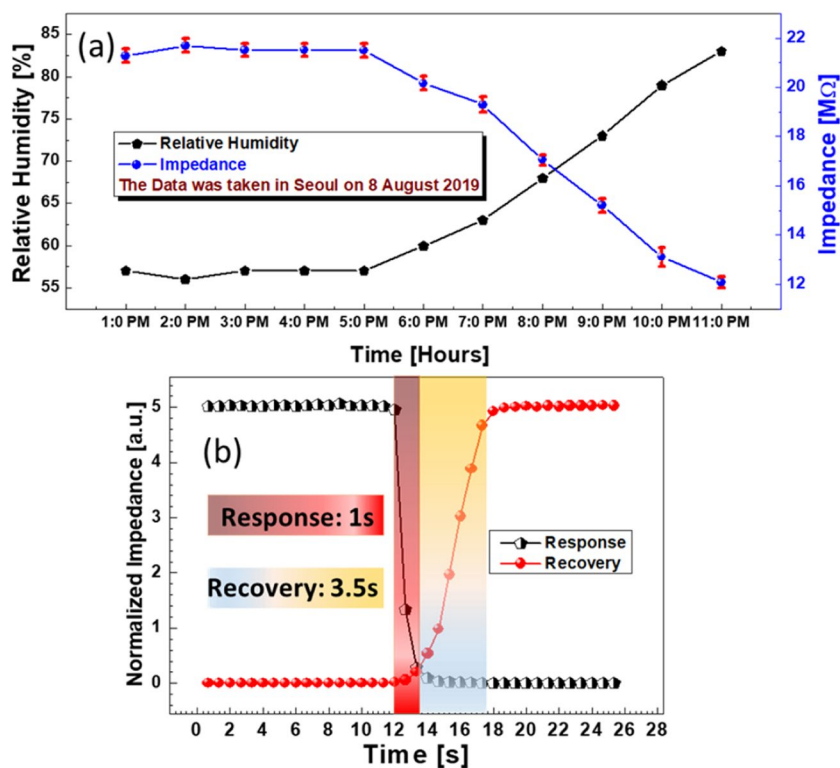 (a)
Relative Humidity [%]
85
80
75
70
65
60
55
Relative Humidity
Impedance
The Data was taken in Seoul on 8 August 2019
22
20
18
16
14
12
Impedance [MΩ]
1:0 PM 2:0 PM 3:0 PM 4:0 PM 5:0 PM 6:0 PM 7:0 PM 8:0 PM 9:0 PM 10:0 PM 11:0 PM
Time [Hours]
(b)
Normalized Impedance [a.u.]
5
4
3
2
1
0
Response: 1s
Recovery: 3.5s
Response
Recovery
0 2 4 6 8 10 12 14 16 18 20 22 24 26 28
Time [s]